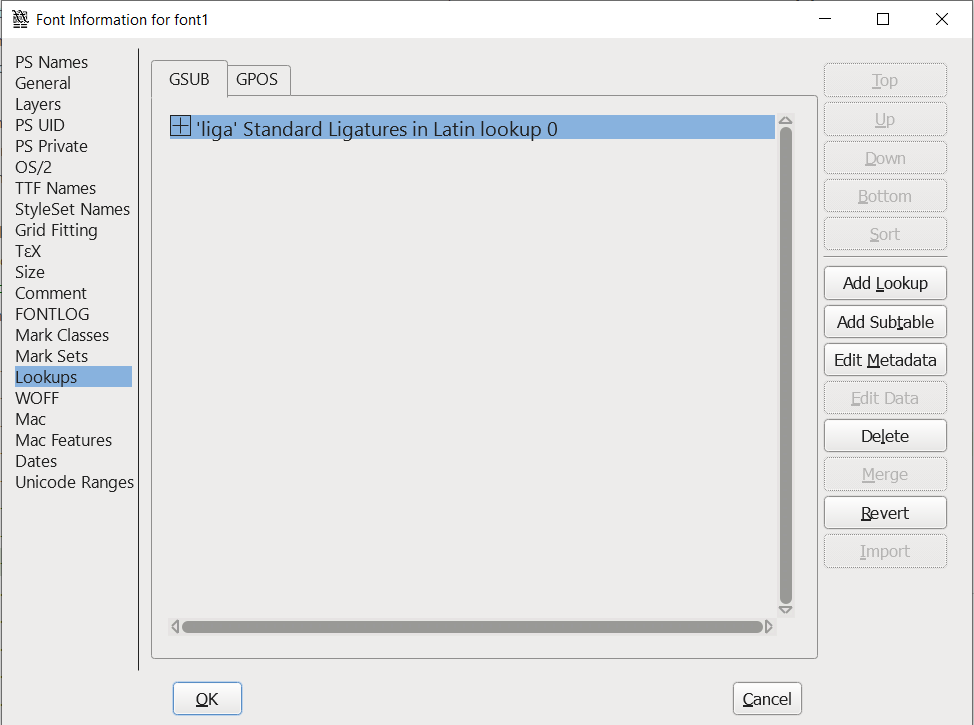 Font Information for font1
PS Names
General
Layers
PS UID
PS Private
OS/2
TTF Names
StyleSet Names
Grid Fitting
ΤεΧ
Size
Comment
FONTLOG
Mark Classes
Mark Sets
Lookups
WOFF
Mac
Mac Features
Dates
Unicode Ranges
GSUB GPOS
'liga' Standard Ligatures in Latin lookup 0
Top
Up
Down
Bottom
Sort
Add Lookup
Add Subtable
Edit Metadata
Edit Data
Delete
Merge
Revert
Import
OK Cancel